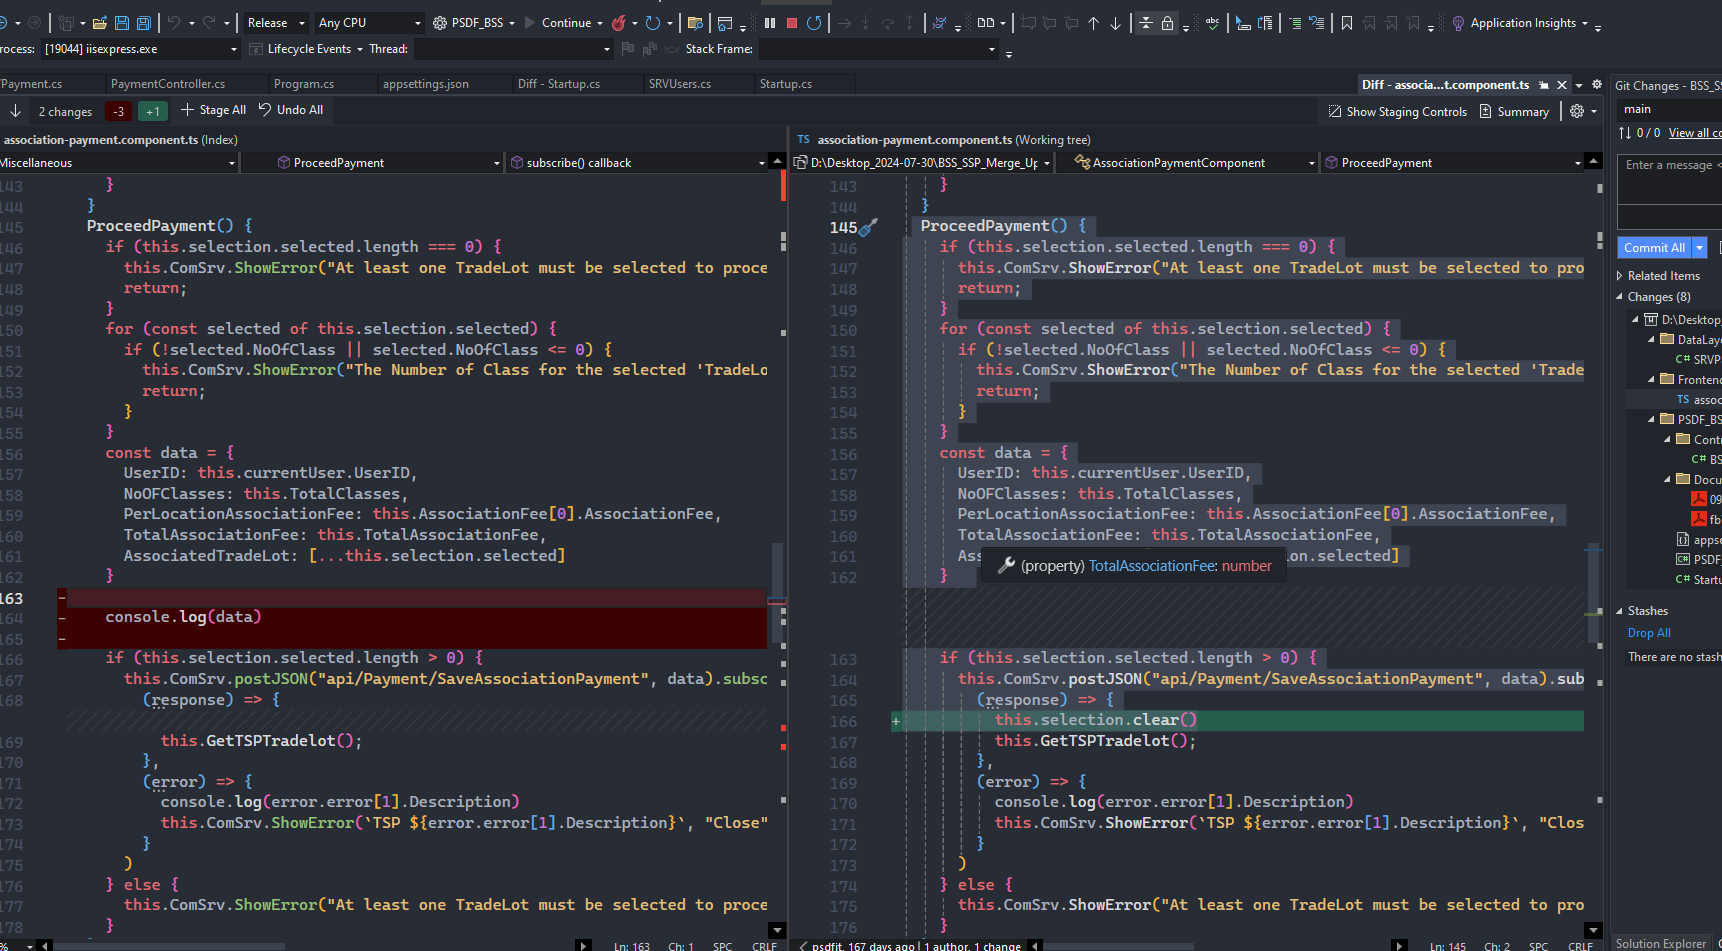 Release
Any CPU
PSDF_BSS
Continue
Application Insights
rocess:
[19044] iisexpress.exe
Lifecycle Events
Thread:
Stack Frame:
Payment.cs
PaymentController.cs
Program.cs
appsettings.json
Diff - Startup.cs
SRVUsers.cs
Startup.cs
Diff - associa...t.component.ts
2 changes
-3
+1
Stage All
Undo All
Show Staging Controls
Summary
association-payment.component.ts (Index)
Miscellaneous
ProceedPayment
subscribe() callback
143 }
144 }
145 ProceedPayment() {
146 if (this.selection.selected.length === 0) {
147 this.ComSrv.ShowError("At least one TradeLot must be selected to proce
148 return;
149 }
150 for (const selected of this.selection.selected) {
151 if (!selected.NoOfClass || selected.NoOfClass <= 0) {
152 this.ComSrv.ShowError("The Number of Class for the selected 'TradeLo
153 return;
154 }
155 }
156 const data = {
157 UserID: this.currentUser.UserID,
158 NoOFClasses: this.TotalClasses,
159 PerLocationAssociationFee: this.AssociationFee[0].AssociationFee,
160 TotalAssociationFee: this.TotalAssociationFee,
161 AssociatedTradeLot: [...this.selection.selected]
162 }
163 -
164 - console.log(data)
165 -
166 if (this.selection.selected.length > 0) {
167 this.ComSrv.postJSON("api/Payment/SaveAssociationPayment", data).subsc
168 (response) => {
169 this.GetTSPTradelot();
170 },
171 (error) => {
172 console.log(error.error[1].Description)
173 this.ComSrv.ShowError(`TSP ${error.error[1].Description}`, "Close"
174 }
175 )
176 } else {
177 this.ComSrv.ShowError("At least one TradeLot must be selected to proce
178 }
%
Ln: 163 Ch: 1 SPC CRLF
TS association-payment.component.ts (Working tree)
D:\Desktop_2024-07-30\BSS_SSP_Merge_Up
AssociationPaymentComponent
ProceedPayment
143 }
144 }
145 ProceedPayment() {
146 if (this.selection.selected.length === 0) {
147 this.ComSrv.ShowError("At least one TradeLot must be selected to pro
148 return;
149 }
150 for (const selected of this.selection.selected) {
151 if (!selected.NoOfClass || selected.NoOfClass <= 0) {
152 this.ComSrv.ShowError("The Number of Class for the selected 'Trade
153 return;
154 }
155 }
156 const data = {
157 UserID: this.currentUser.UserID,
158 NoOFClasses: this.TotalClasses,
159 PerLocationAssociationFee: this.AssociationFee[0].AssociationFee,
160 TotalAssociationFee: this.TotalAssociationFee,
161 As ion.selected]
(property) TotalAssociationFee: number
162 }
163 if (this.selection.selected.length > 0) {
164 this.ComSrv.postJSON("api/Payment/SaveAssociationPayment", data).sub
165 (response) => {
166 + this.selection.clear()
167 this.GetTSPTradelot();
168 },
169 (error) => {
170 console.log(error.error[1].Description)
171 this.ComSrv.ShowError(`TSP ${error.error[1].Description}`, "Clos
172 }
173 )
174 } else {
175 this.ComSrv.ShowError("At least one TradeLot must be selected to pro
176 }
psdfit, 167 days ago | 1 author, 1 change
Ln: 145 Ch: 2 SPC CRLF
Git Changes - BSS_SS
main
0 / 0 View all co
Enter a message <
Commit All
Related Items
Changes (8)
D:\Desktop_
DataLaye
C# SRVP
Frontend
TS assoc
PSDF_BS
Contr
C# BS
Docu
09
fb
appse
PSDF_
C# Startu
Stashes
Drop All
There are no stash
Solution Explorer